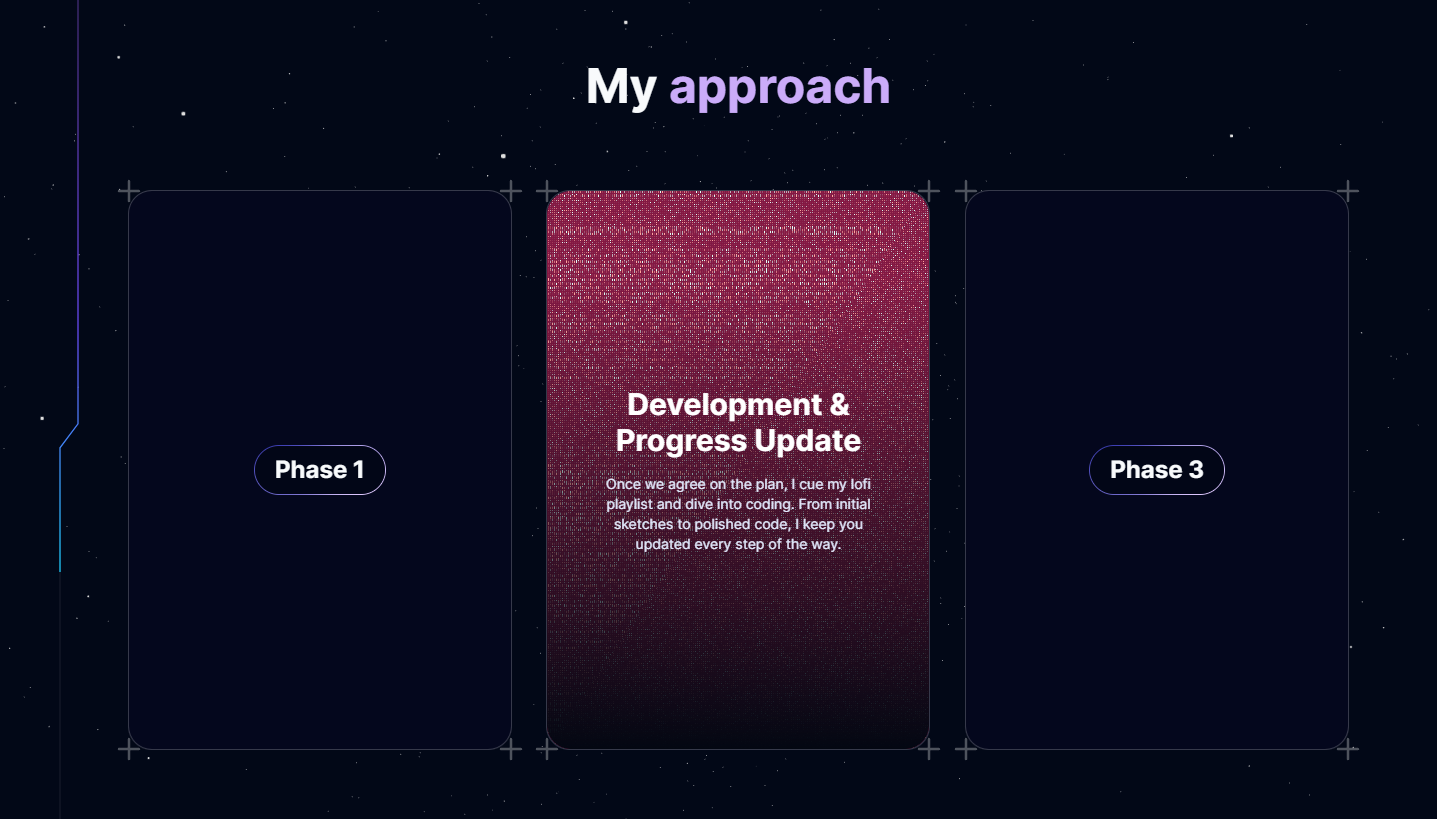 My approach
Phase 1
Development &
Progress Update
Once we agree on the plan, I cue my lofi
playlist and dive into coding. From initial
sketches to polished code, I keep you
updated every step of the way.
Phase 3